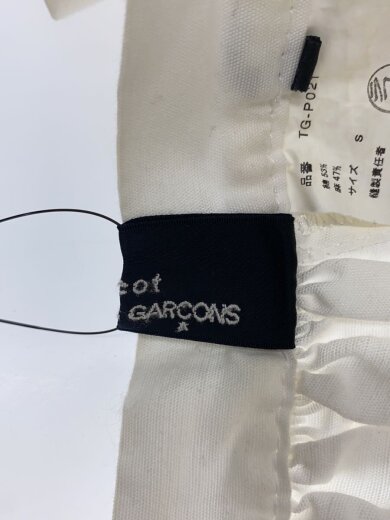 cot
GARCONS
品番 TG-P021
綿 53%
麻 47%
サイズ S
縫製責任者